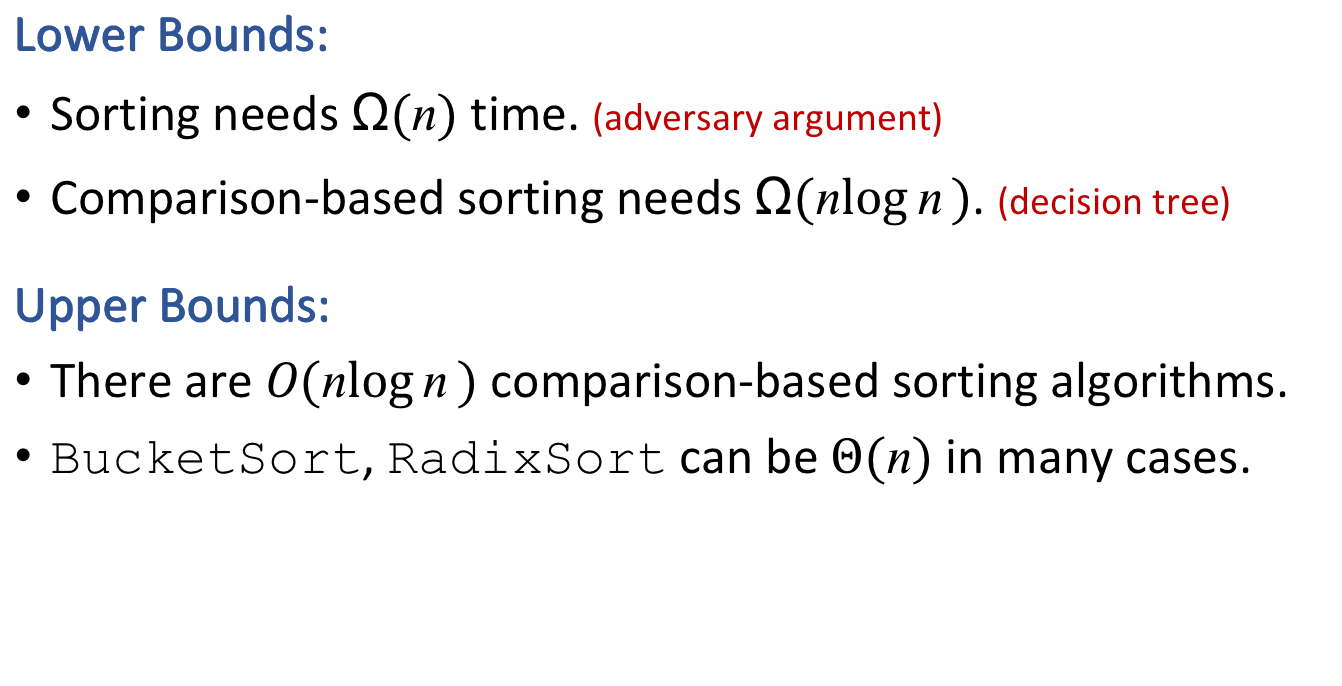 Lower Bounds:
• Sorting needs Ω(n) time. (adversary argument)
• Comparison-based sorting needs Ω(nlog n ). (decision tree)
Upper Bounds:
• There are O(nlog n ) comparison-based sorting algorithms.
• BucketSort, RadixSort can be Θ(n) in many cases.